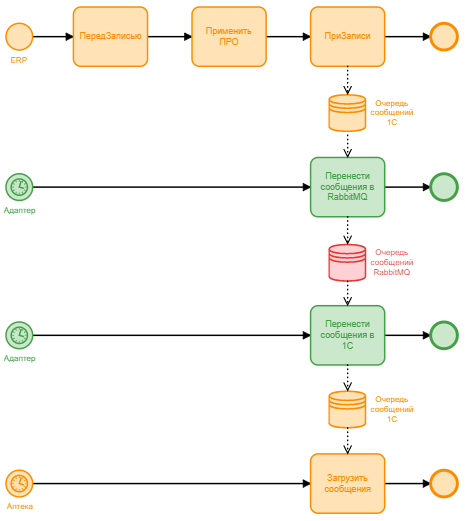 ПередЗаписью
Применить
ПРО
ПриЗаписи
ERP
Очередь
сообщений
1С
Перенести
сообщения в
RabbitMQ
Адаптер
Очередь
сообщений
RabbitMQ
Перенести
сообщения в
1С
Адаптер
Очередь
сообщений
1С
Загрузить
сообщения
Аптека